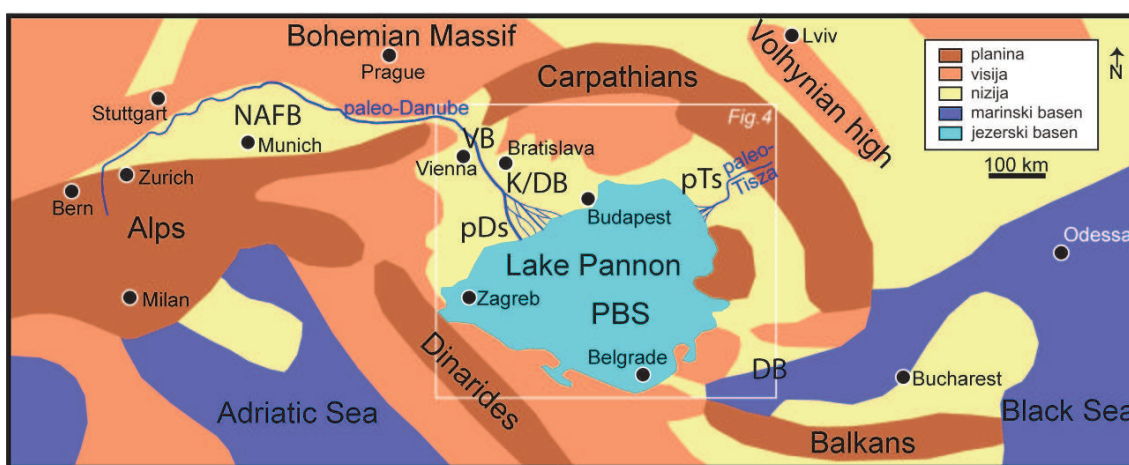 Bohemian Massif
Prague
Lviv
Volhynian high
planina
visija
nizija
marinski basen
jezerski basen
N
100 km
Carpathians
Stuttgart
NAFB
paleo-Danube
Fig.4
Munich
VB
Vienna
Bratislava
K/DB
pTs
paleo-
Tisza
Zurich
Bern
Budapest
pDs
Alps
Odessa
Lake Pannon
Milan
Zagreb
PBS
Dinarides
Belgrade
DB
Bucharest
Adriatic Sea
Black Sea
Balkans